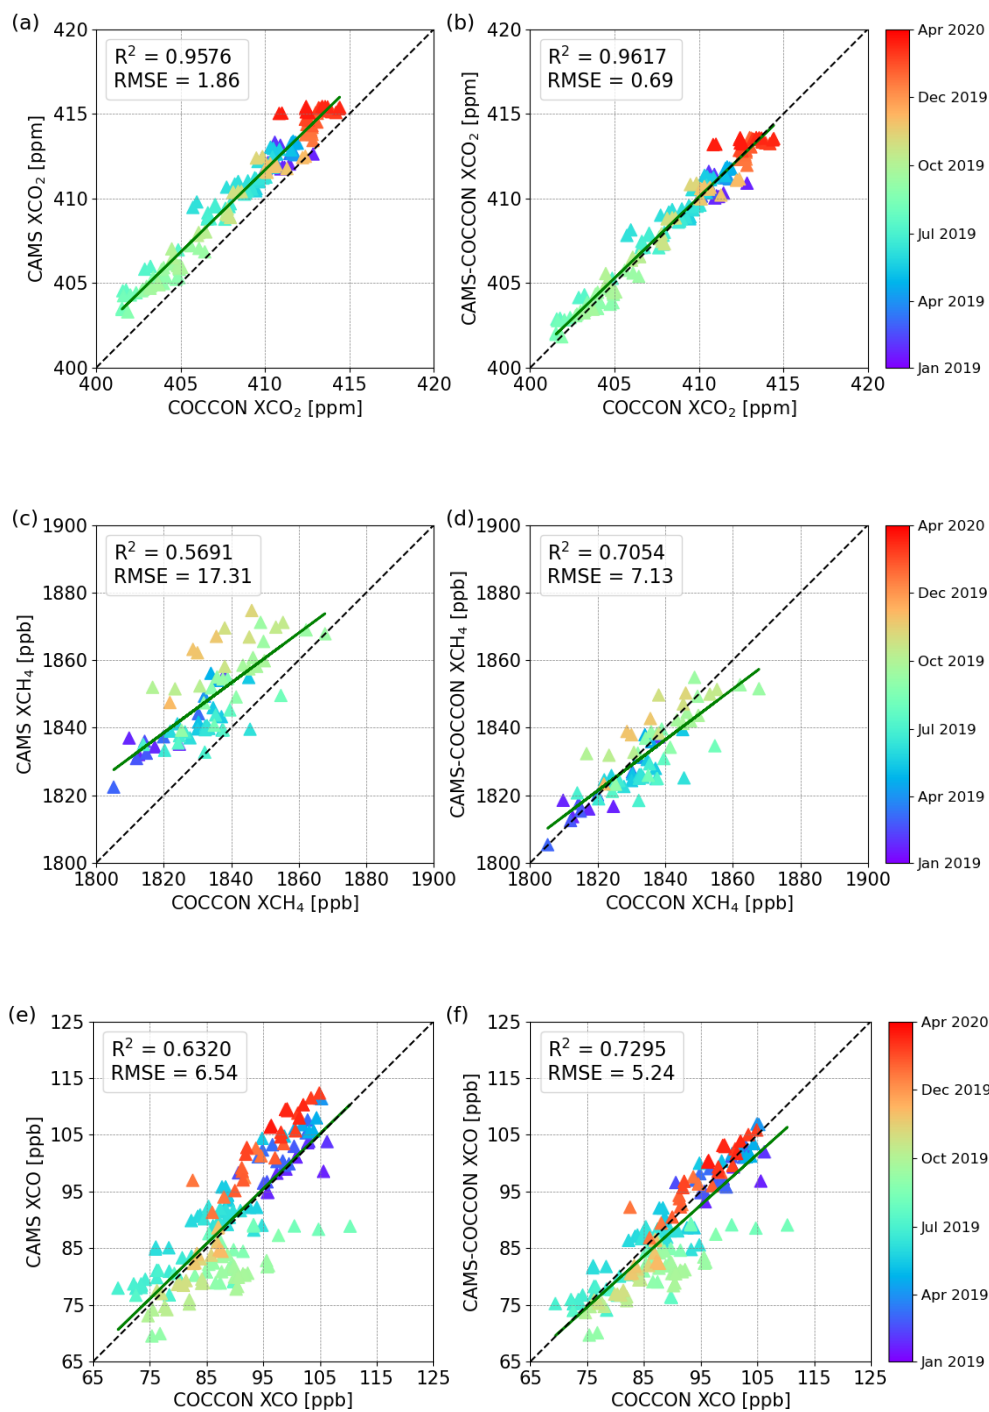 (a)
R² = 0.9576
RMSE = 1.86
CAMS XCO₂ [ppm]
420
415
410
405
400
400 405 410 415 420
COCCON XCO₂ [ppm]
(b)
R² = 0.9617
RMSE = 0.69
CAMS-COCCON XCO₂ [ppm]
420
415
410
405
400
400 405 410 415 420
COCCON XCO₂ [ppm]
Apr 2020
Dec 2019
Oct 2019
Jul 2019
Apr 2019
Jan 2019
(c)
R² = 0.5691
RMSE = 17.31
CAMS XCH₄ [ppb]
1900
1880
1860
1840
1820
1800
1800 1820 1840 1860 1880 1900
COCCON XCH₄ [ppb]
(d)
R² = 0.7054
RMSE = 7.13
CAMS-COCCON XCH₄ [ppb]
1900
1880
1860
1840
1820
1800
1800 1820 1840 1860 1880 1900
COCCON XCH₄ [ppb]
Apr 2020
Dec 2019
Oct 2019
Jul 2019
Apr 2019
Jan 2019
(e)
R² = 0.6320
RMSE = 6.54
CAMS XCO [ppb]
125
115
105
95
85
75
65
65 75 85 95 105 115 125
COCCON XCO [ppb]
(f)
R² = 0.7295
RMSE = 5.24
CAMS-COCCON XCO [ppb]
125
115
105
95
85
75
65
65 75 85 95 105 115 125
COCCON XCO [ppb]
Apr 2020
Dec 2019
Oct 2019
Jul 2019
Apr 2019
Jan 2019